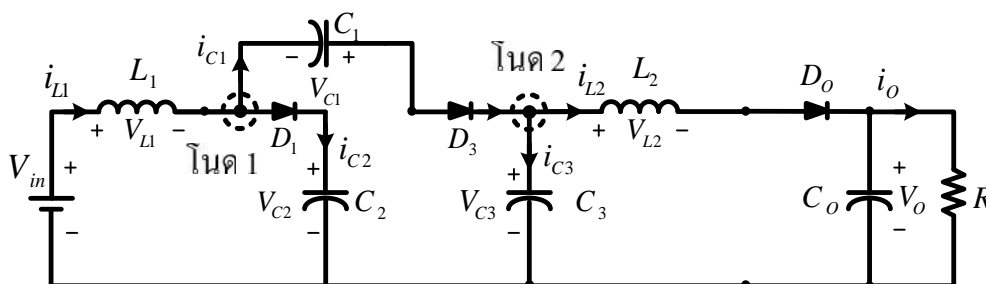 C1
iC1
− +
VC1
โนด 2
iL1
L1
iL2
L2
DO
iO
+ VL1 −
D1
D3
+ VL2 −
โนด 1
iC2
iC3
Vin
+
−
+
VC2
−
C2
+
VC3
−
C3
CO
+
VO
−
R